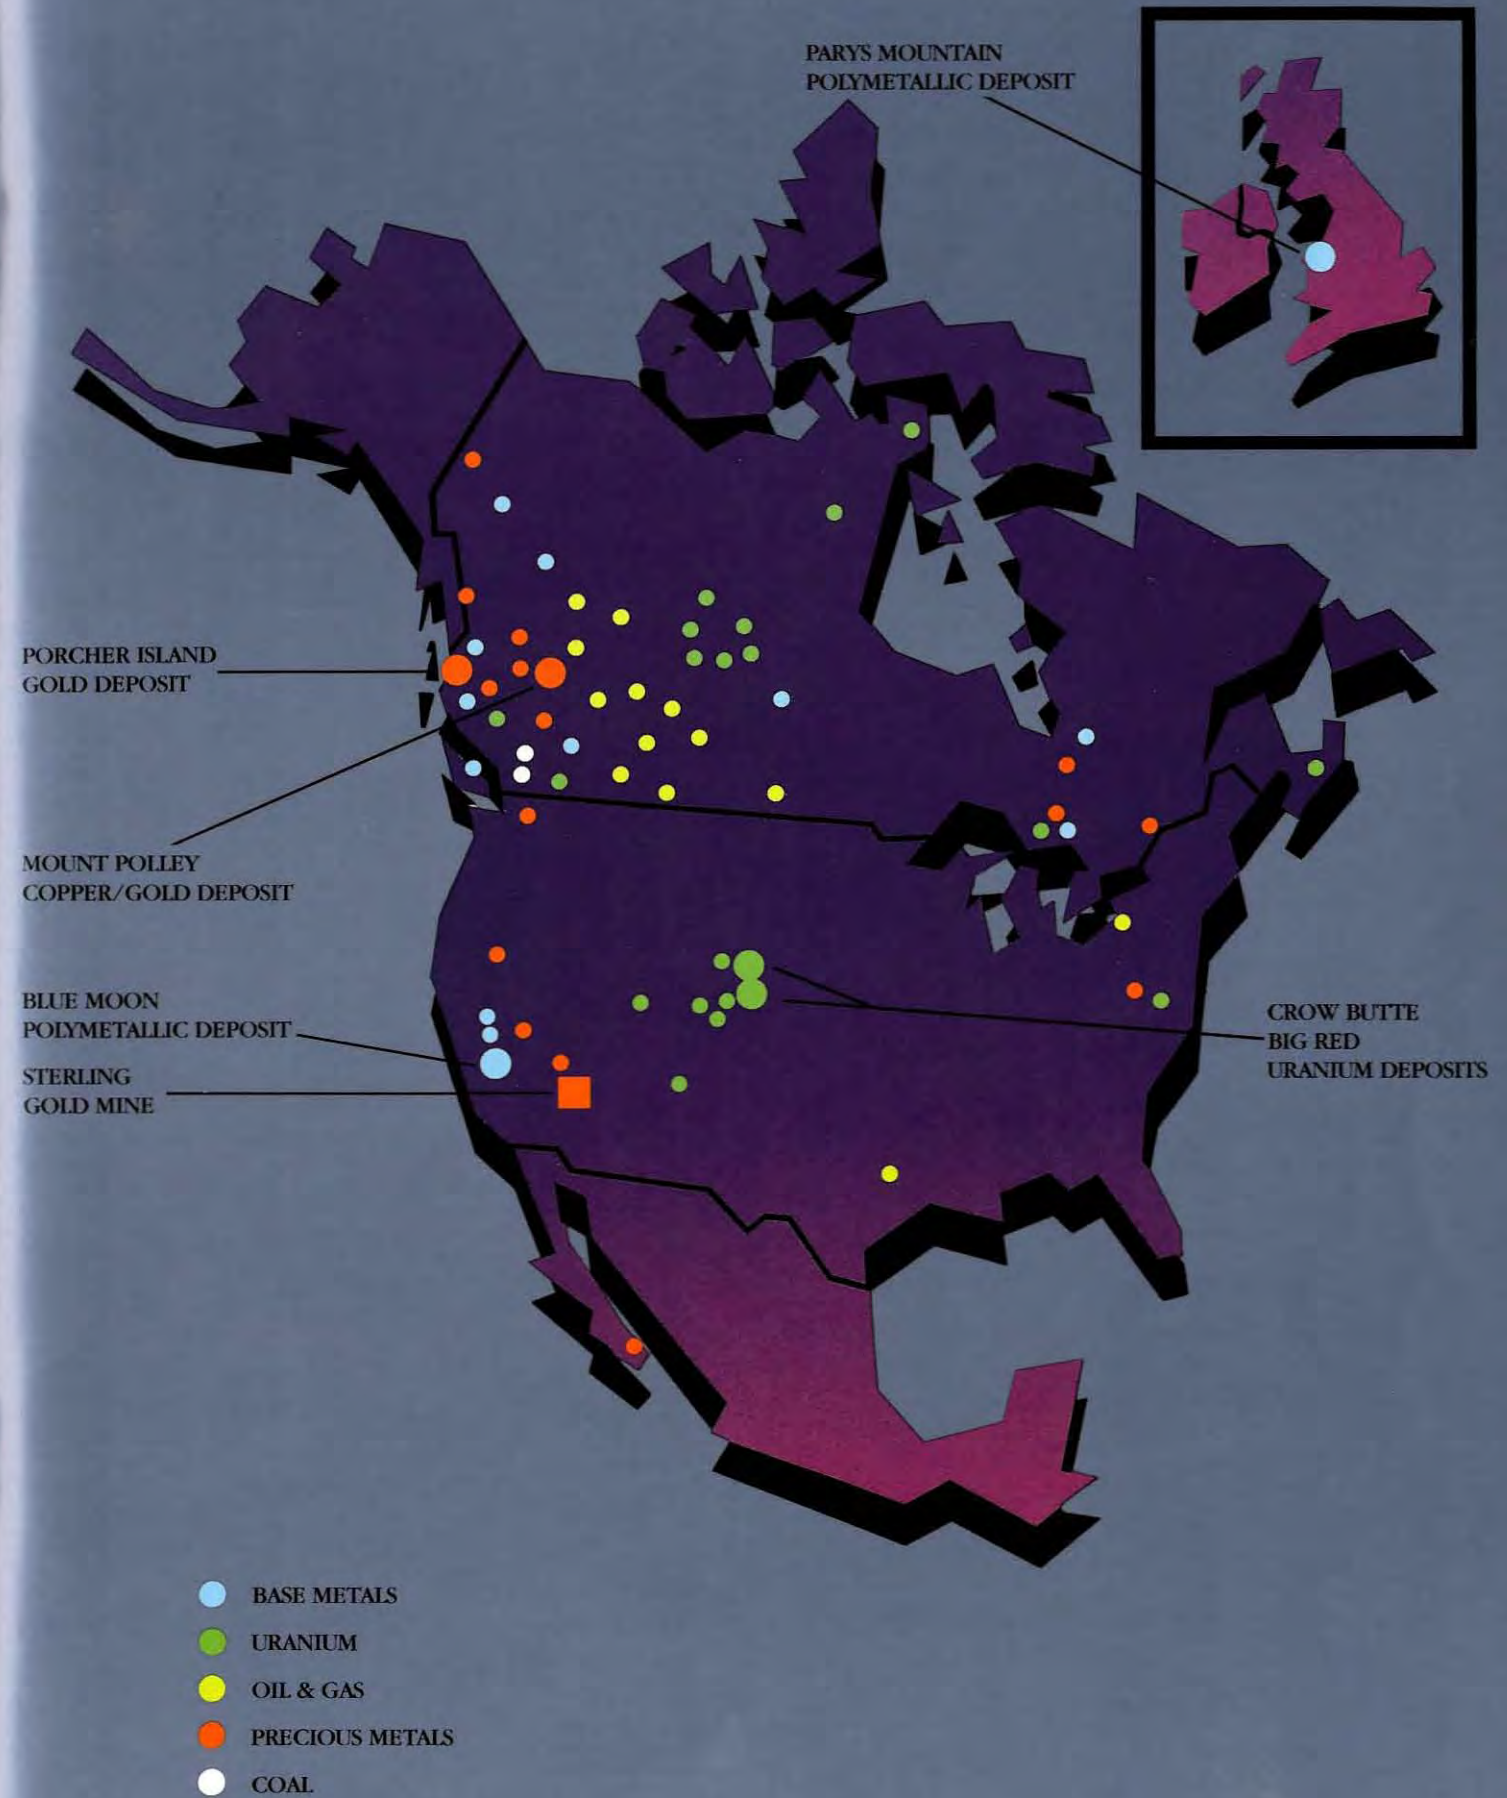 PARYS MOUNTAIN
POLYMETALLIC DEPOSIT
PORCHER ISLAND
GOLD DEPOSIT
MOUNT POLLEY
COPPER/GOLD DEPOSIT
BLUE MOON
POLYMETALLIC DEPOSIT
STERLING
GOLD MINE
CROW BUTTE
BIG RED
URANIUM DEPOSITS
BASE METALS
URANIUM
OIL & GAS
PRECIOUS METALS
COAL